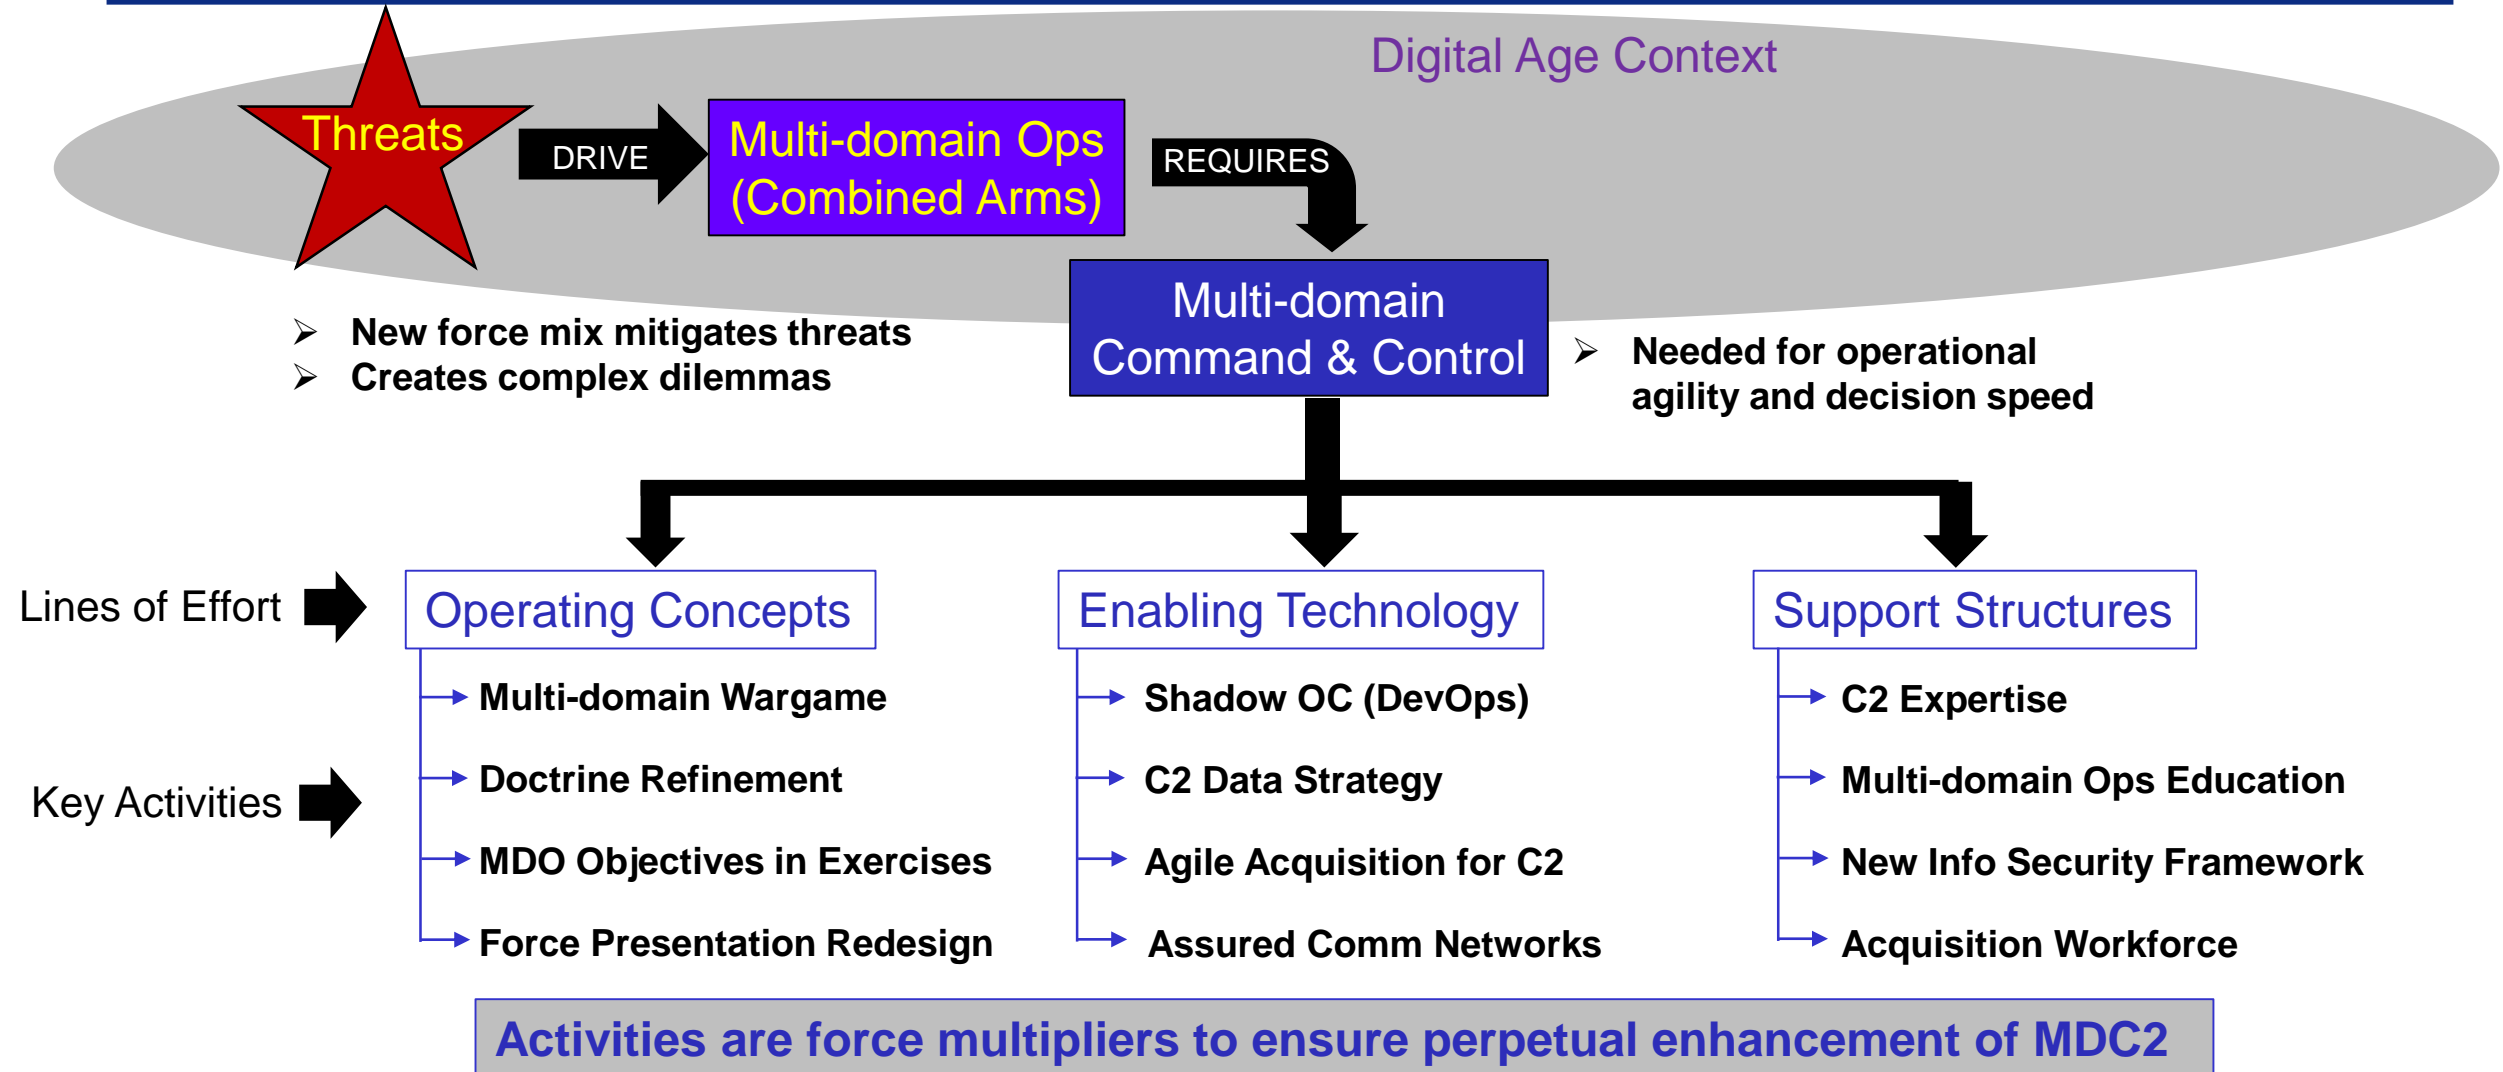 Digital Age Context
Threats
DRIVE
Multi-domain Ops
(Combined Arms)
REQUIRES
Multi-domain
Command & Control
New force mix mitigates threats
Creates complex dilemmas
Needed for operational
agility and decision speed
Lines of Effort
Operating Concepts
Enabling Technology
Support Structures
Key Activities
Multi-domain Wargame
Doctrine Refinement
MDO Objectives in Exercises
Force Presentation Redesign
Shadow OC (DevOps)
C2 Data Strategy
Agile Acquisition for C2
Assured Comm Networks
C2 Expertise
Multi-domain Ops Education
New Info Security Framework
Acquisition Workforce
Activities are force multipliers to ensure perpetual enhancement of MDC2